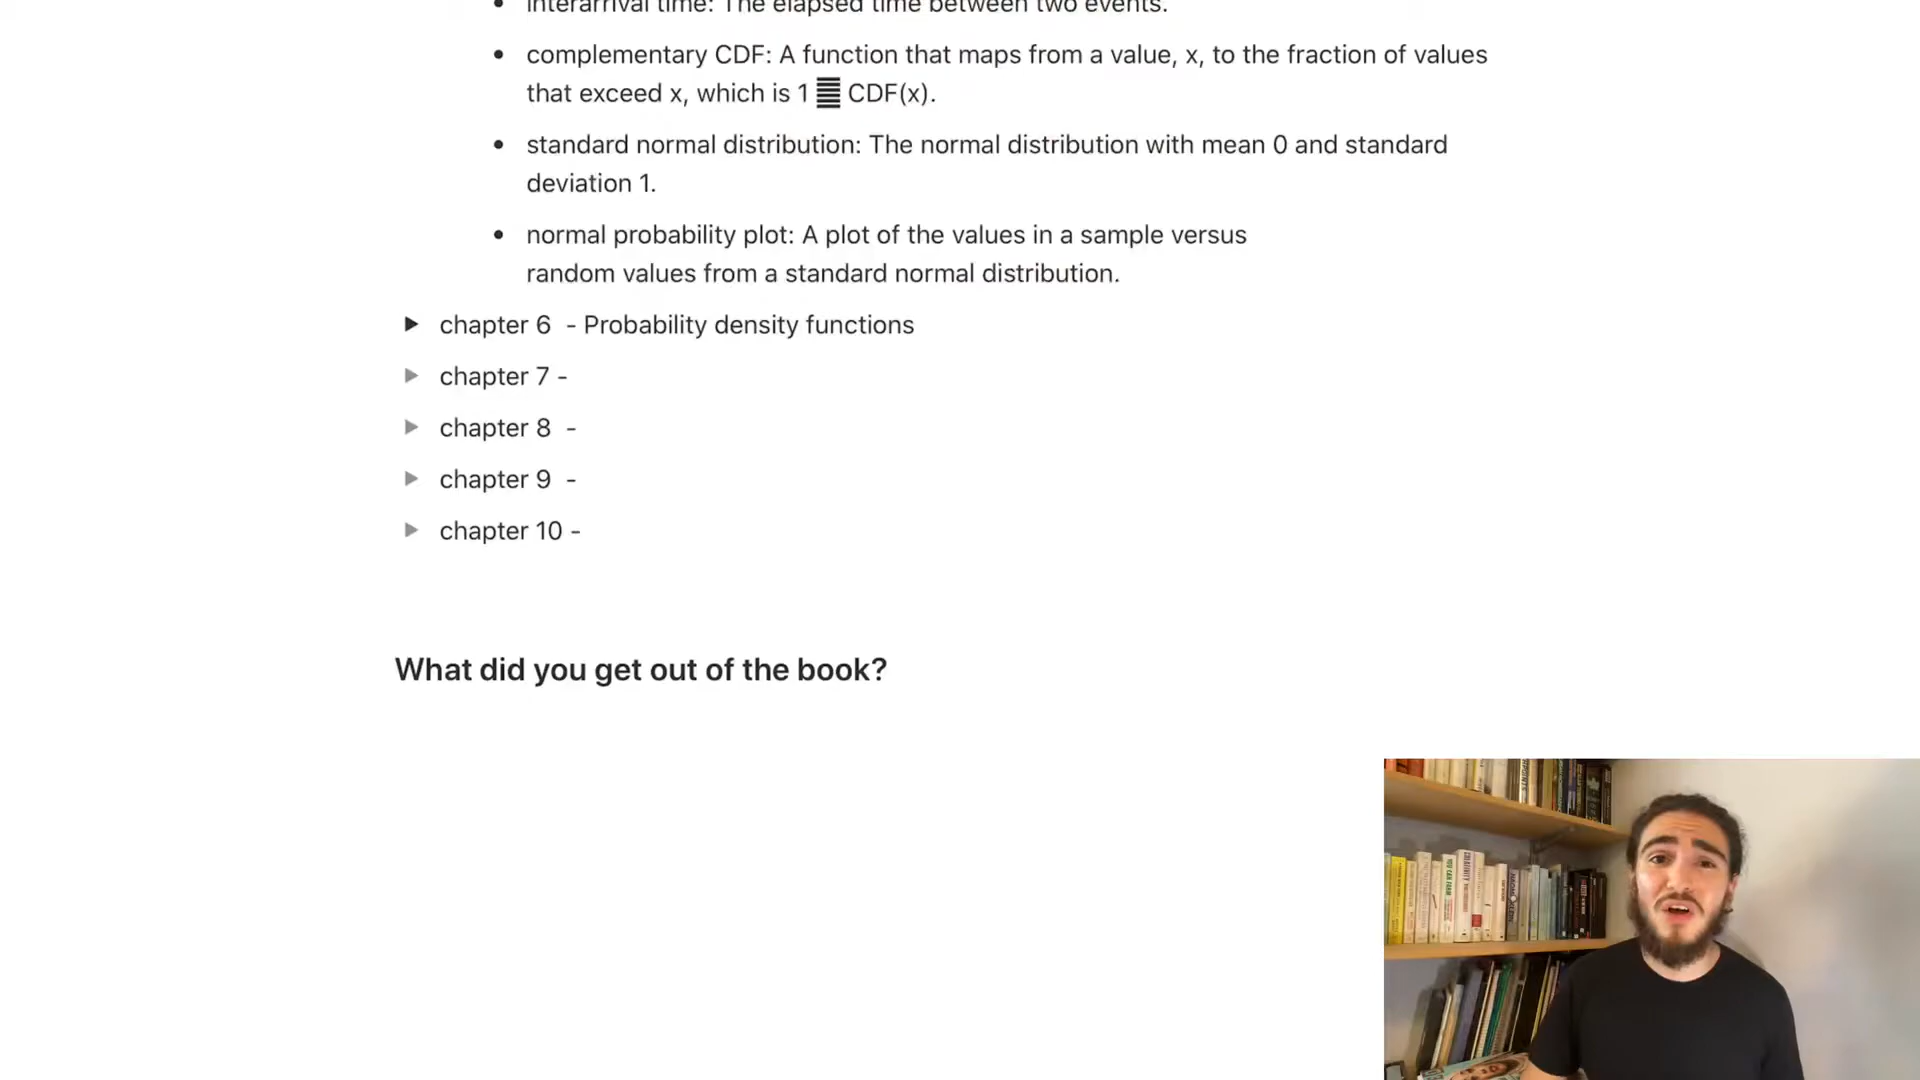 interarrival time: The elapsed time between two events.
complementary CDF: A function that maps from a value, x, to the fraction of values
that exceed x, which is 1 𝌆 CDF(x).
standard normal distribution: The normal distribution with mean 0 and standard
deviation 1.
normal probability plot: A plot of the values in a sample versus
random values from a standard normal distribution.
chapter 6 - Probability density functions
chapter 7 -
chapter 8 -
chapter 9 -
chapter 10 -
What did you get out of the book?